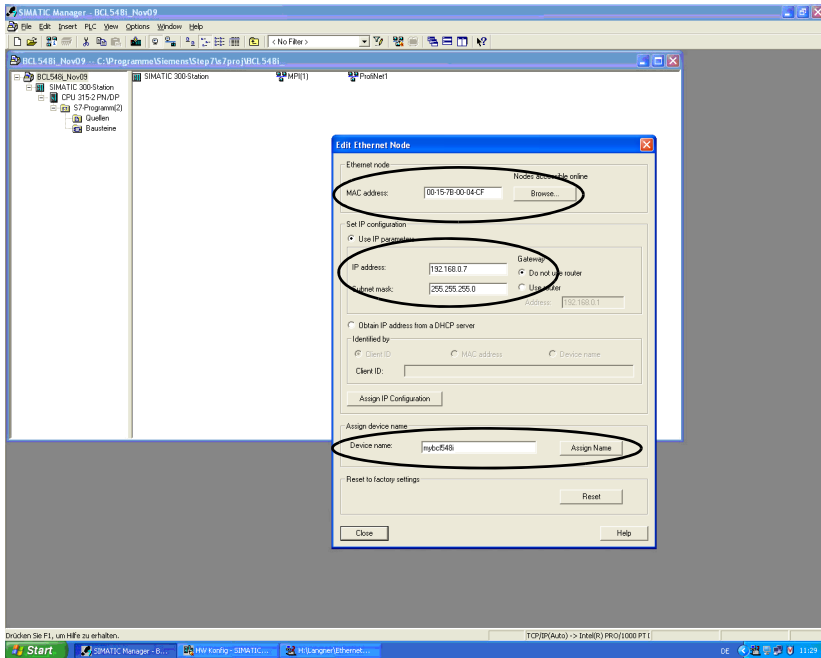 SIMATIC Manager - BCL548i_Nov09
File Edit Insert PLC View Options Window Help
< No Filter >
BCL548i_Nov09 -- C:\Programme\Siemens\Step7\s7proj\BCL548i_
BCL548i_Nov09
SIMATIC 300-Station
CPU 315-2 PN/DP
S7-Programm(2)
Quellen
Bausteine
SIMATIC 300-Station MPI(1) ProfiNet1
Edit Ethernet Node
Ethernet node
Nodes accessible online
MAC address: 00-15-7B-00-04-CF Browse...
Set IP configuration
Use IP parameters
Gateway
IP address: 192.168.0.7 Do not use router
Subnet mask: 255.255.255.0 Use router
Address: 192.168.0.1
Obtain IP address from a DHCP server
Identified by
Client ID MAC address Device name
Client ID:
Assign IP Configuration
Assign device name
Device name: mybcl548i Assign Name
Reset to factory settings
Reset
Close Help
Drücken Sie F1, um Hilfe zu erhalten. TCP/IP(Auto) -> Intel(R) PRO/1000 PT
Start SIMATIC Manager - B... HW Konfig - SIMATIC... H:\Langner\Ethernet... DE 11:29